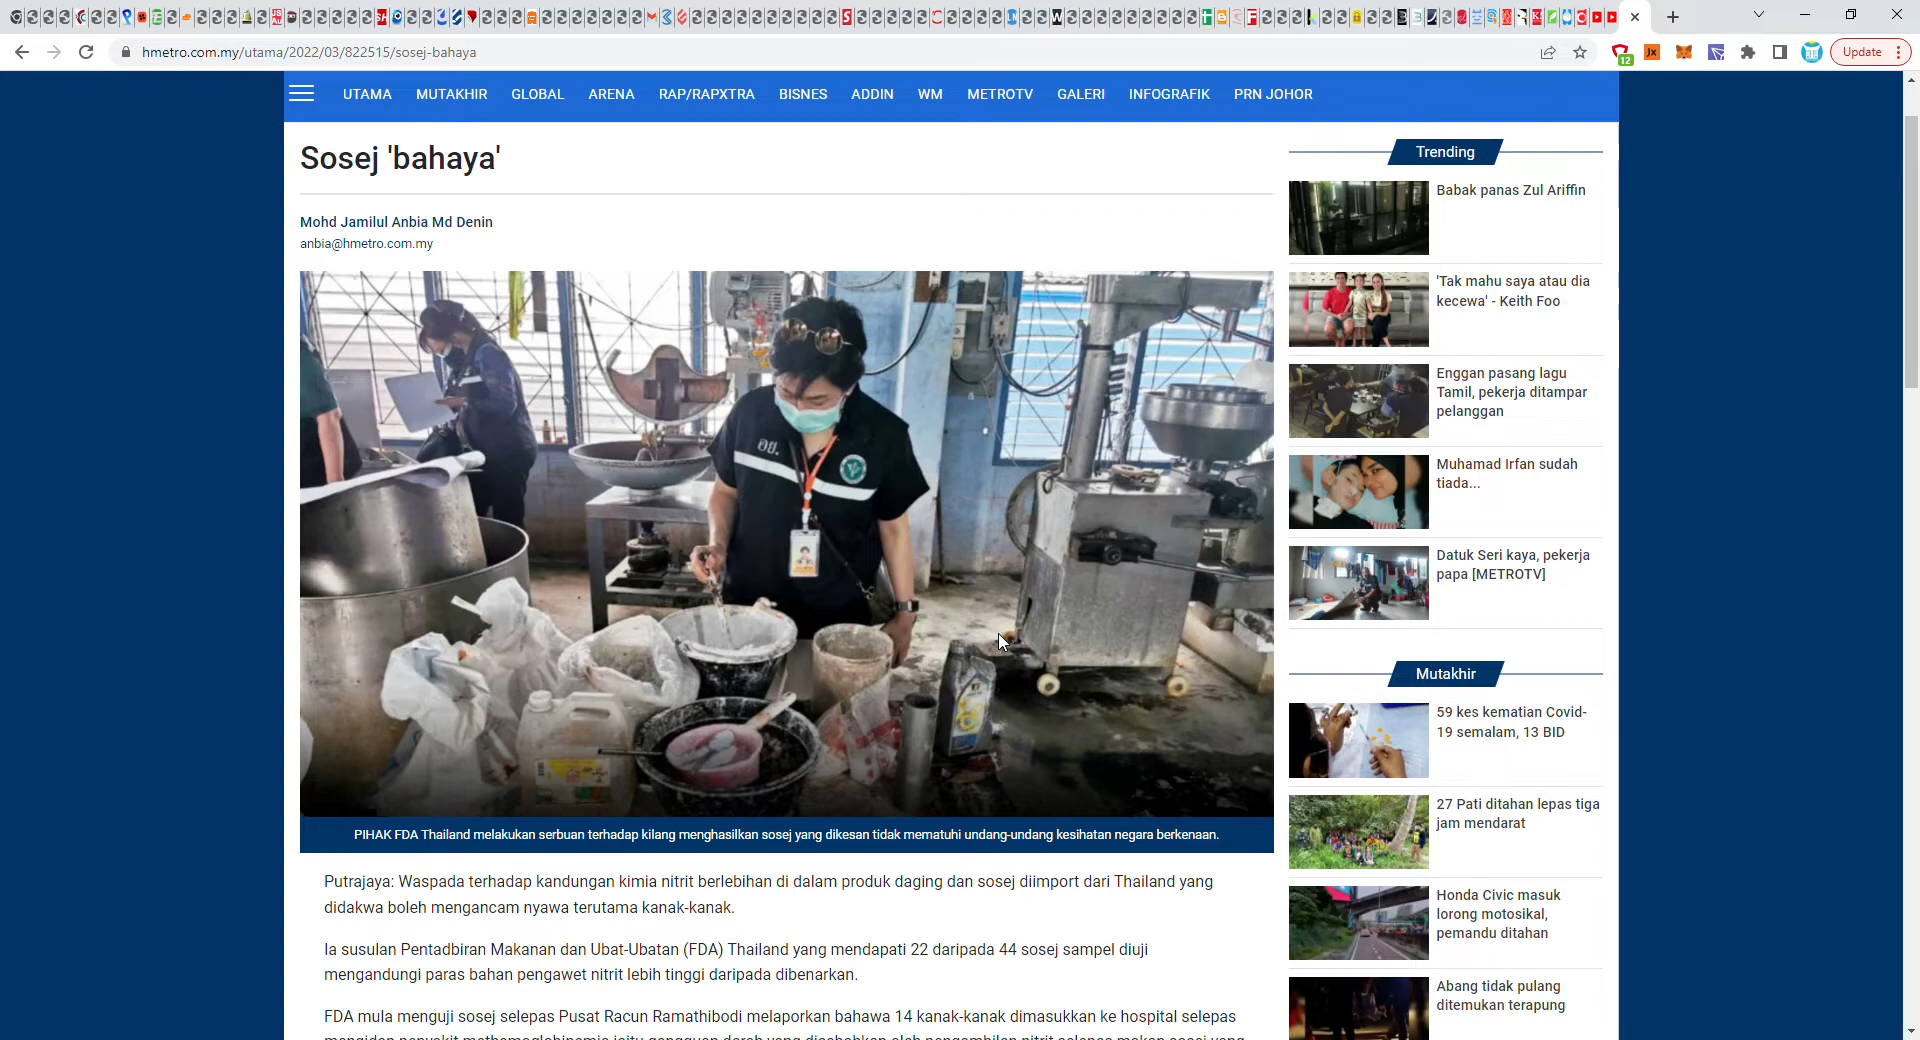 hmetro.com.my/utama/2022/03/822515/sosej-bahaya
12
Update
UTAMA MUTAKHIR GLOBAL ARENA RAP/RAPXTRA BISNES ADDIN WM METROTV GALERI INFOGRAFIK PRN JOHOR
Sosej 'bahaya'
Mohd Jamilul Anbia Md Denin
anbia@hmetro.com.my
อย.
PIHAK FDA Thailand melakukan serbuan terhadap kilang menghasilkan sosej yang dikesan tidak mematuhi undang-undang kesihatan negara berkenaan.
Putrajaya: Waspada terhadap kandungan kimia nitrit berlebihan di dalam produk daging dan sosej diimport dari Thailand yang
didakwa boleh mengancam nyawa terutama kanak-kanak.
Ia susulan Pentadbiran Makanan dan Ubat-Ubatan (FDA) Thailand yang mendapati 22 daripada 44 sosej sampel diuji
mengandungi paras bahan pengawet nitrit lebih tinggi daripada dibenarkan.
FDA mula menguji sosej selepas Pusat Racun Ramathibodi melaporkan bahawa 14 kanak-kanak dimasukkan ke hospital selepas
Trending
Babak panas Zul Ariffin
'Tak mahu saya atau dia
kecewa' - Keith Foo
Enggan pasang lagu
Tamil, pekerja ditampar
pelanggan
Muhamad Irfan sudah
tiada...
Datuk Seri kaya, pekerja
papa [METROTV]
Mutakhir
59 kes kematian Covid-
19 semalam, 13 BID
27 Pati ditahan lepas tiga
jam mendarat
Honda Civic masuk
lorong motosikal,
pemandu ditahan
Abang tidak pulang
ditemukan terapung